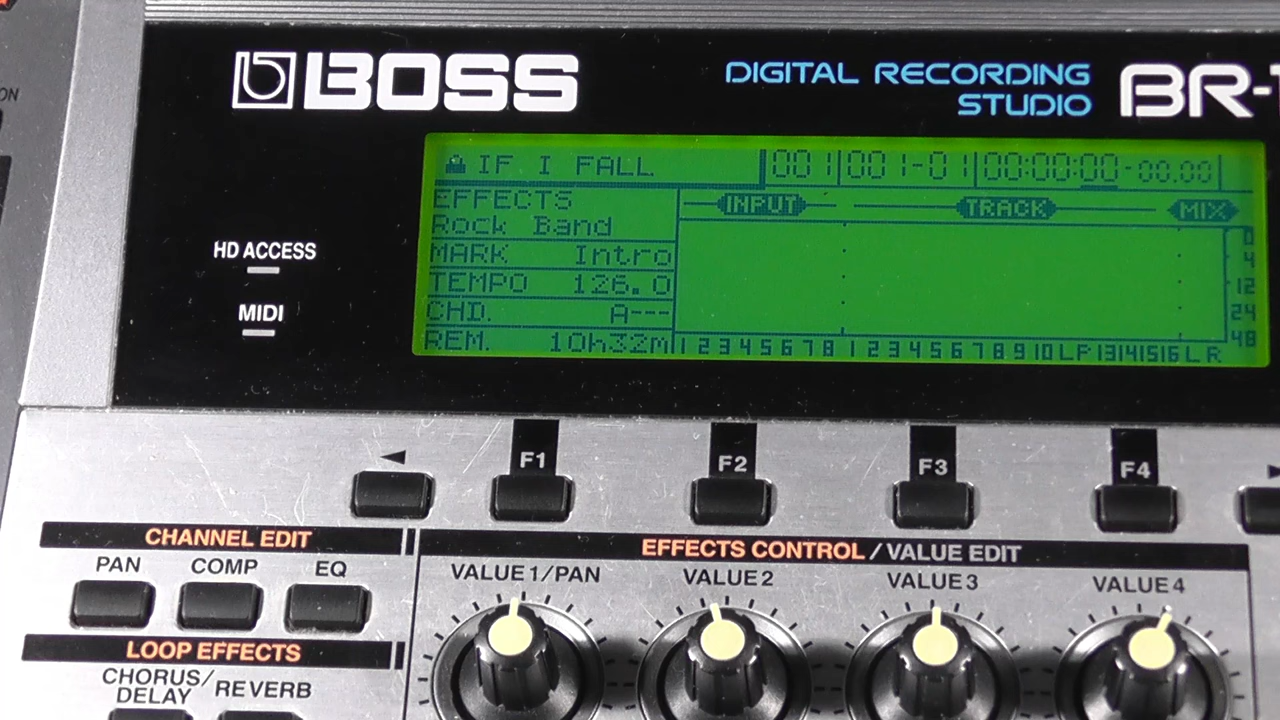 ON
BOSS
DIGITAL RECORDING
STUDIO
BR-1
IF I FALL
001 001-01 00:00:00-00.00
EFFECTS
Rock Band
MARK Intro
TEMPO 126.0
CHD. A---
REM. 10h32m
INPUT TRACK MIX
0
4
12
24
48
1 2 3 4 5 6 7 8 1 2 3 4 5 6 7 8 9 10 L P 13 14 15 16 L R
HD ACCESS
MIDI
F1 F2 F3 F4
CHANNEL EDIT
PAN COMP EQ
EFFECTS CONTROL / VALUE EDIT
VALUE 1/PAN VALUE 2 VALUE 3 VALUE 4
LOOP EFFECTS
CHORUS/
DELAY REVERB